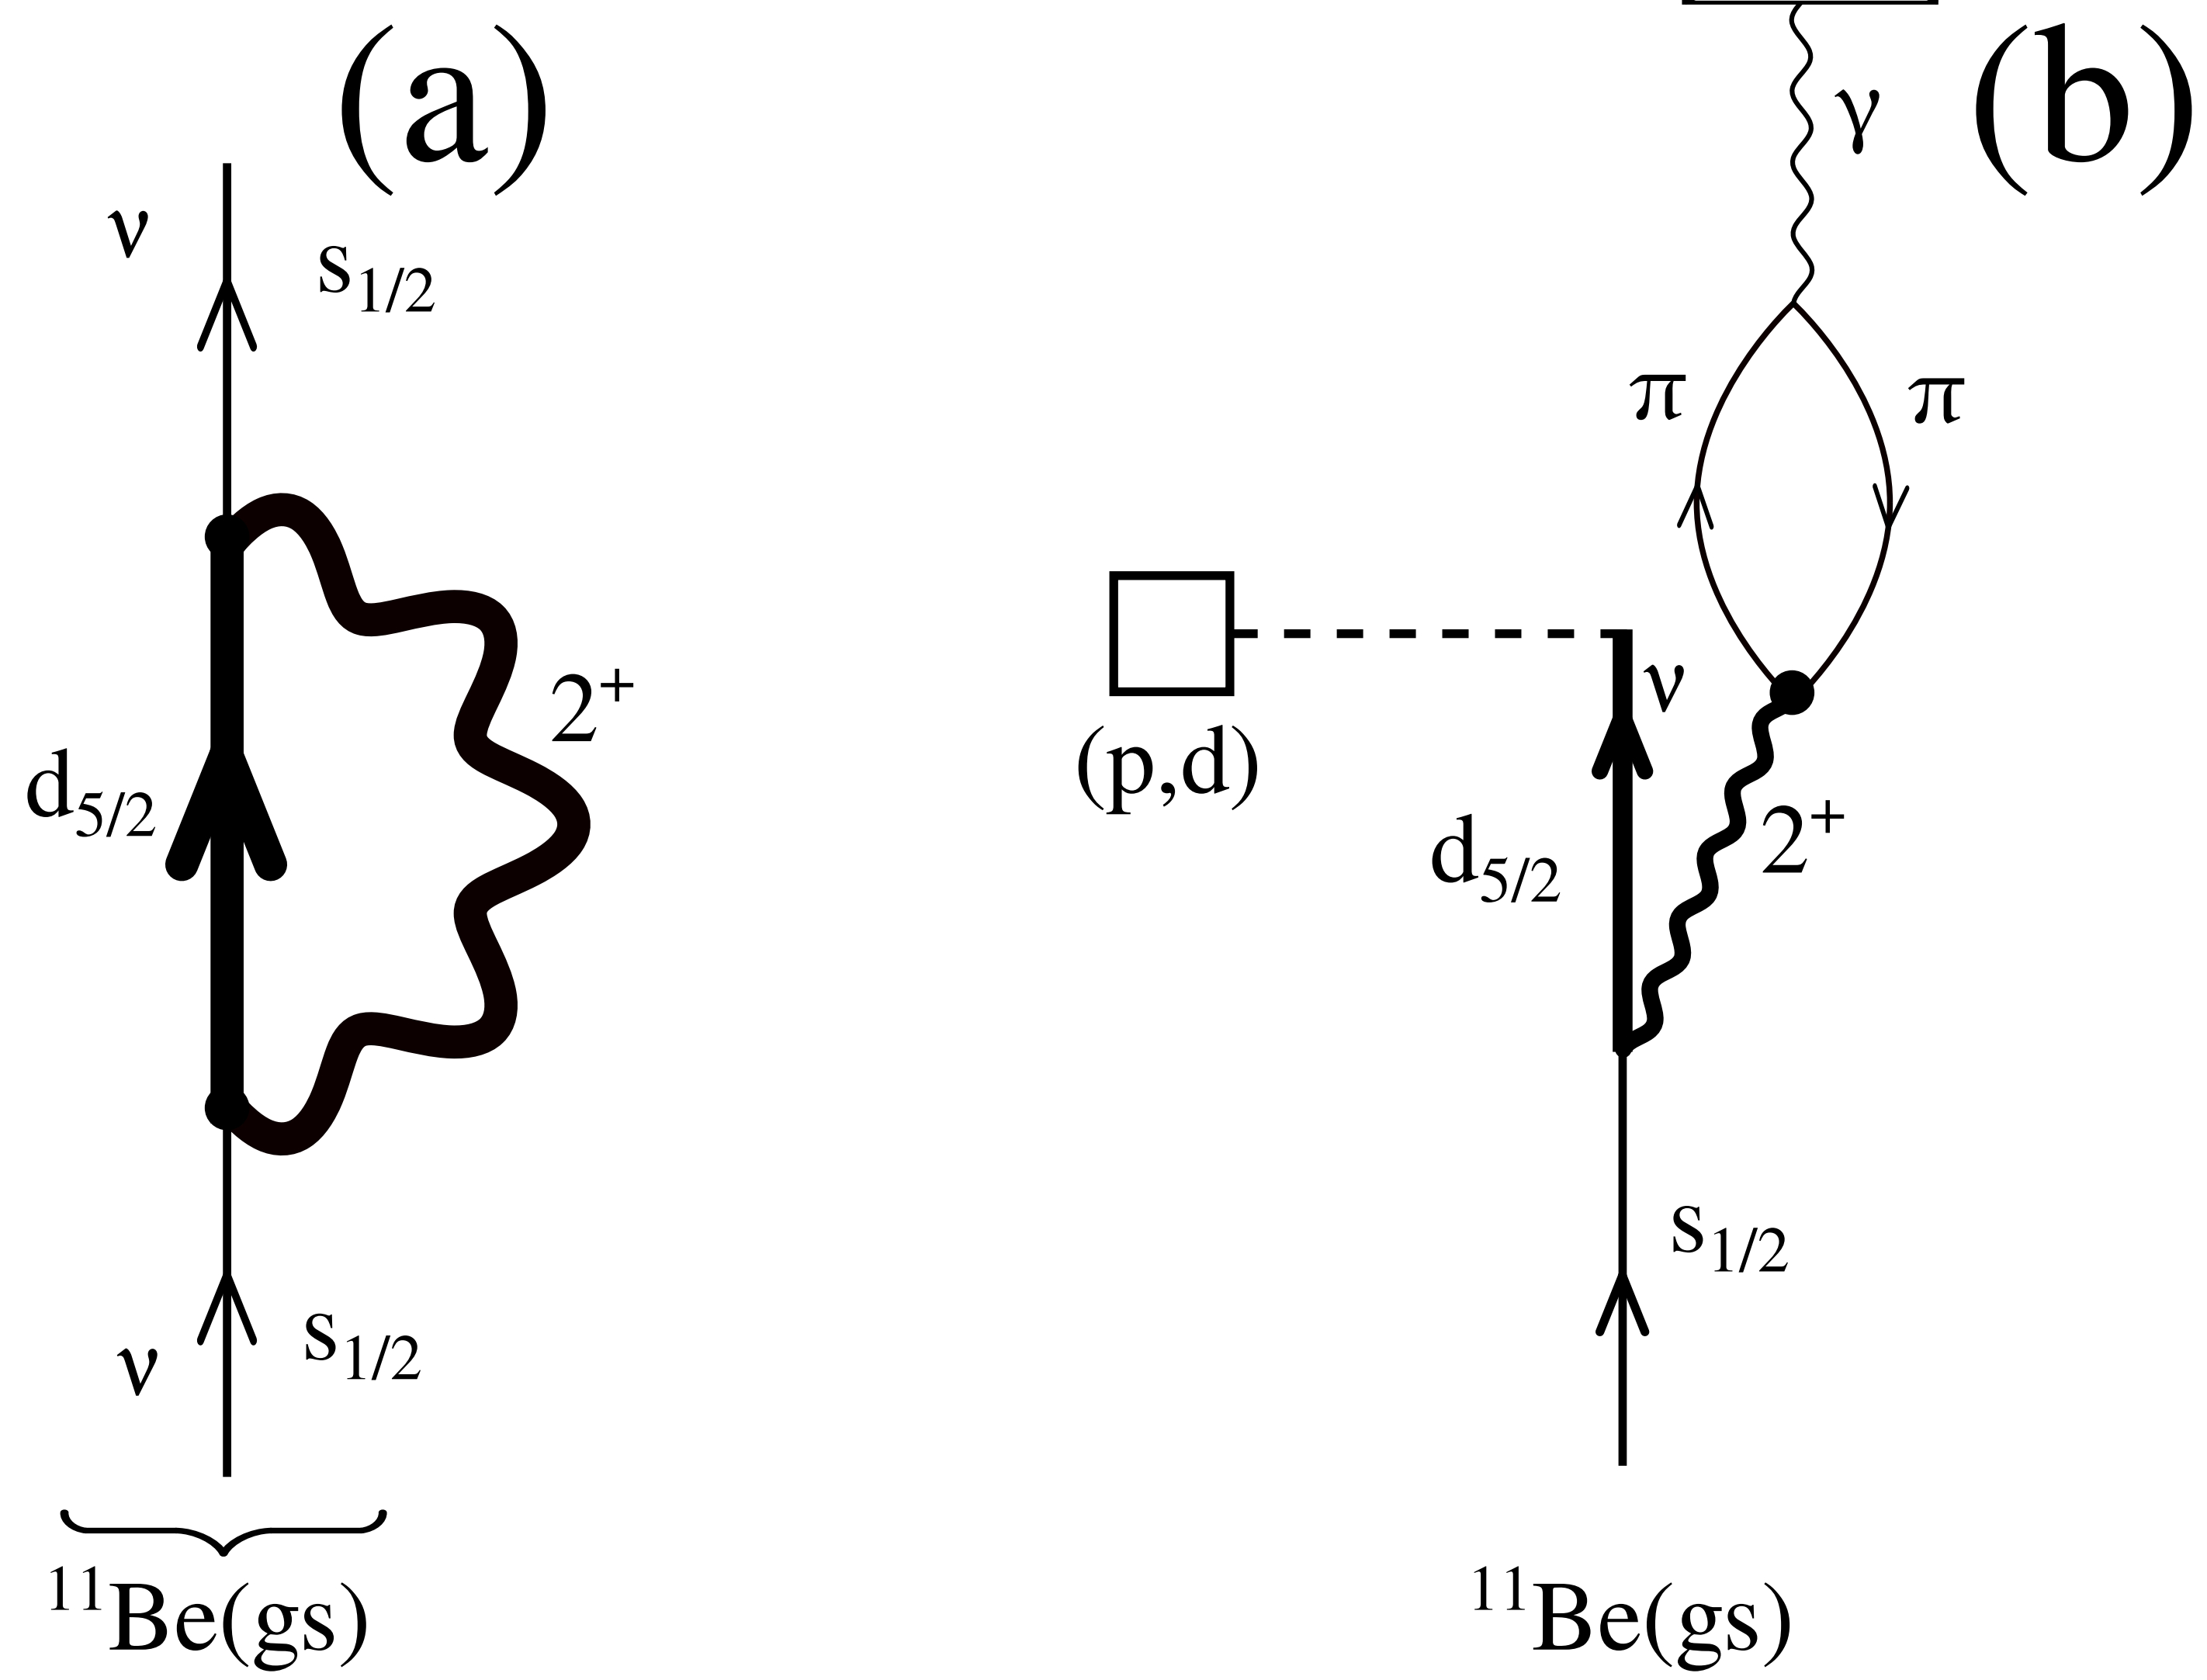 (a)
ν
s1/2
2+
d5/2
s1/2
ν
11Be(gs)
(b)
γ
π
π
(p,d)
ν
d5/2
2+
s1/2
11Be(gs)